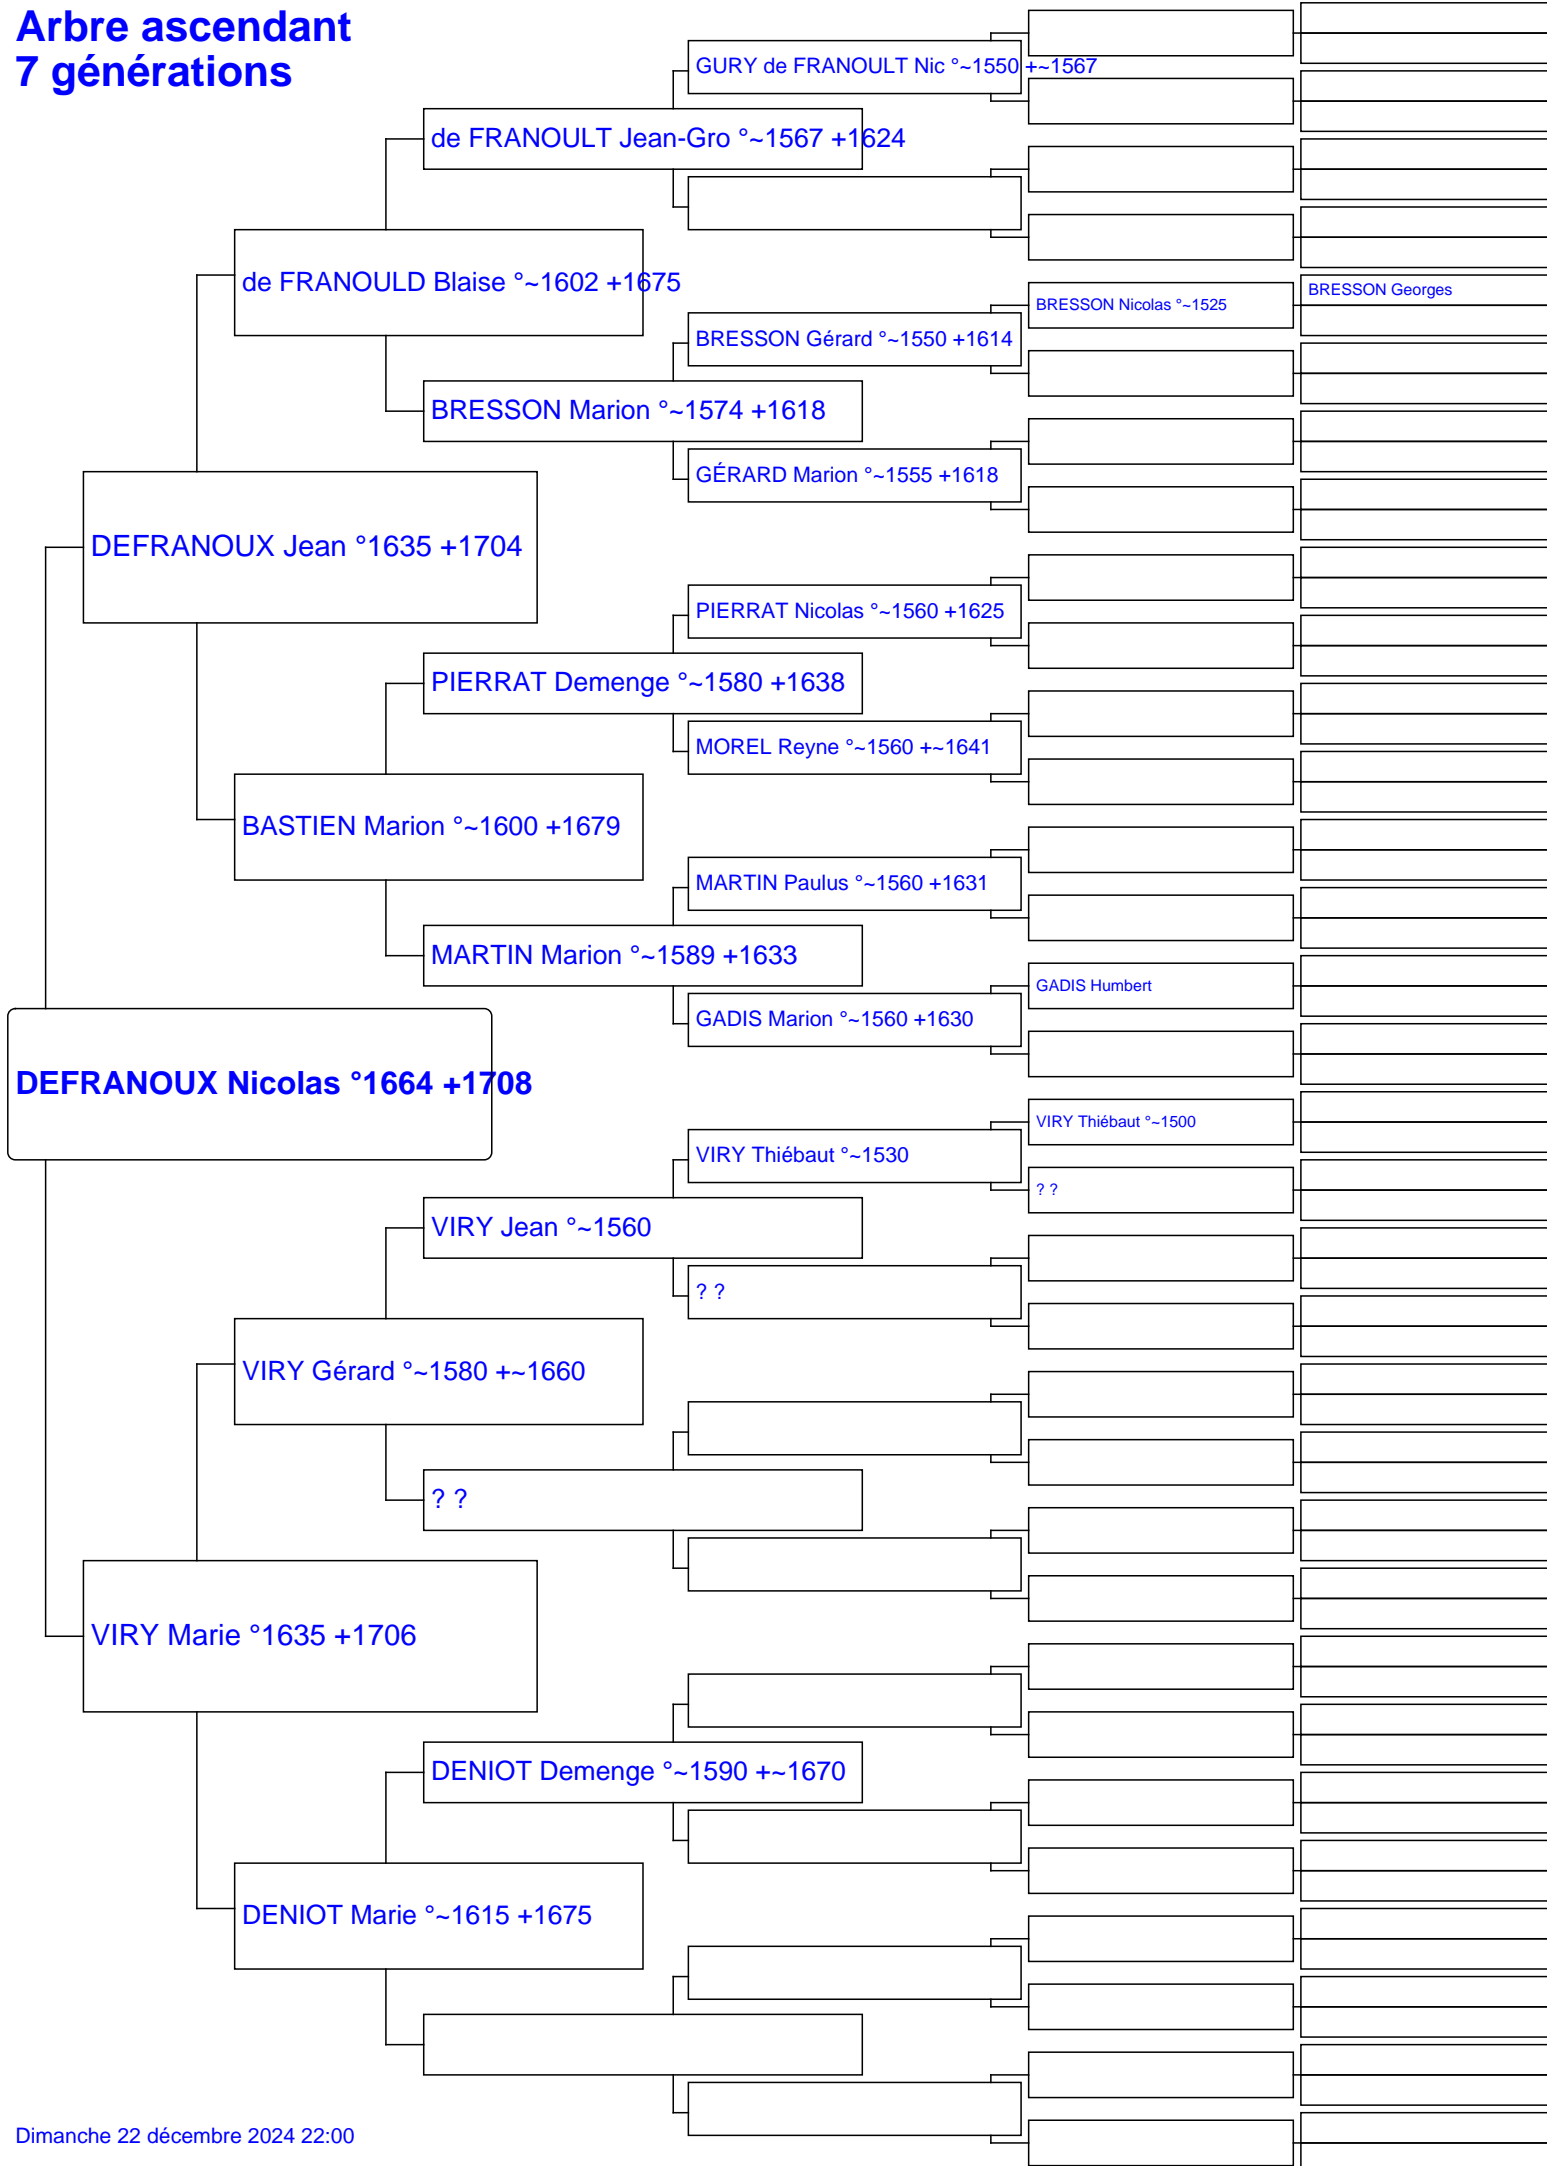 Arbre ascendant
7 générations
GURY de FRANOULT Nic °~1550 +~1567
de FRANOULT Jean-Gro °~1567 +1624
de FRANOULD Blaise °~1602 +1675
BRESSON Georges
BRESSON Nicolas °~1525
BRESSON Gérard °~1550 +1614
BRESSON Marion °~1574 +1618
GÉRARD Marion °~1555 +1618
DEFRANOUX Jean °1635 +1704
PIERRAT Nicolas °~1560 +1625
PIERRAT Demenge °~1580 +1638
MOREL Reyne °~1560 +~1641
BASTIEN Marion °~1600 +1679
MARTIN Paulus °~1560 +1631
MARTIN Marion °~1589 +1633
GADIS Humbert
GADIS Marion °~1560 +1630
DEFRANOUX Nicolas °1664 +1708
VIRY Thiébaut °~1500
VIRY Thiébaut °~1530
? ?
VIRY Jean °~1560
? ?
VIRY Gérard °~1580 +~1660
? ?
VIRY Marie °1635 +1706
DENIOT Demenge °~1590 +~1670
DENIOT Marie °~1615 +1675
Dimanche 22 décembre 2024 22:00